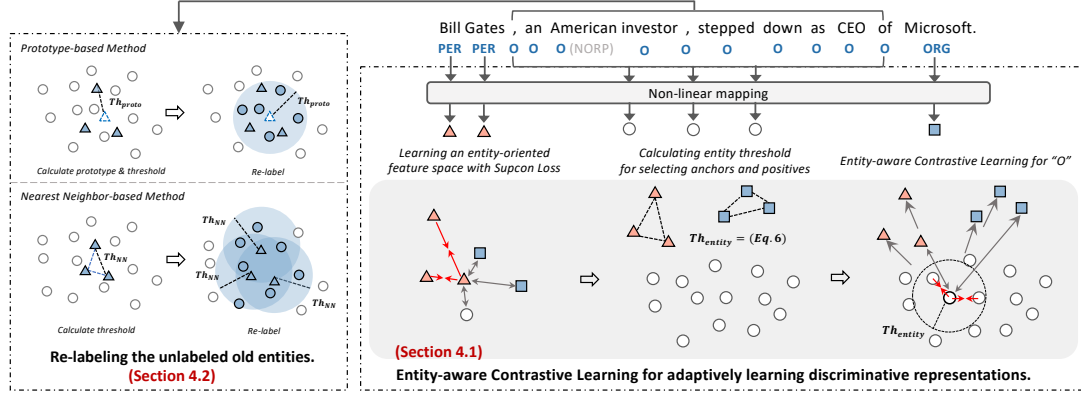 Bill Gates , an American investor , stepped down as CEO of Microsoft.
PER PER O O O (NORP) O O O O O O O ORG
Non-linear mapping
Prototype-based Method
Th_proto
Th_proto
Calculate prototype & threshold
Re-label
Nearest Neighbor-based Method
Th_NN
Th_NN
Th_NN
Th_NN
Calculate threshold
Re-label
Re-labeling the unlabeled old entities.
(Section 4.2)
Learning an entity-oriented
feature space with Supcon Loss
Calculating entity threshold
for selecting anchors and positives
Entity-aware Contrastive Learning for “O”
Th_entity = (Eq. 6)
Th_entity
(Section 4.1)
Entity-aware Contrastive Learning for adaptively learning discriminative representations.